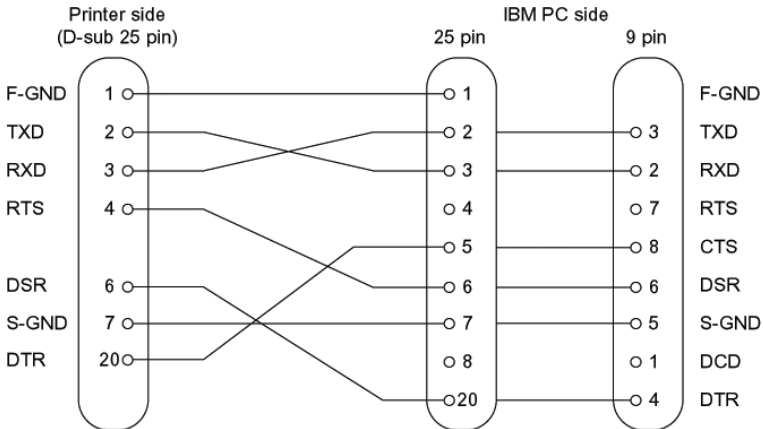 Printer side
(D-sub 25 pin)
IBM PC side
25 pin
9 pin
F-GND 1 1 F-GND
TXD 2 2 3 TXD
RXD 3 3 2 RXD
RTS 4 4 7 RTS
5 8 CTS
DSR 6 6 6 DSR
S-GND 7 7 5 S-GND
DTR 20 8 1 DCD
20 4 DTR